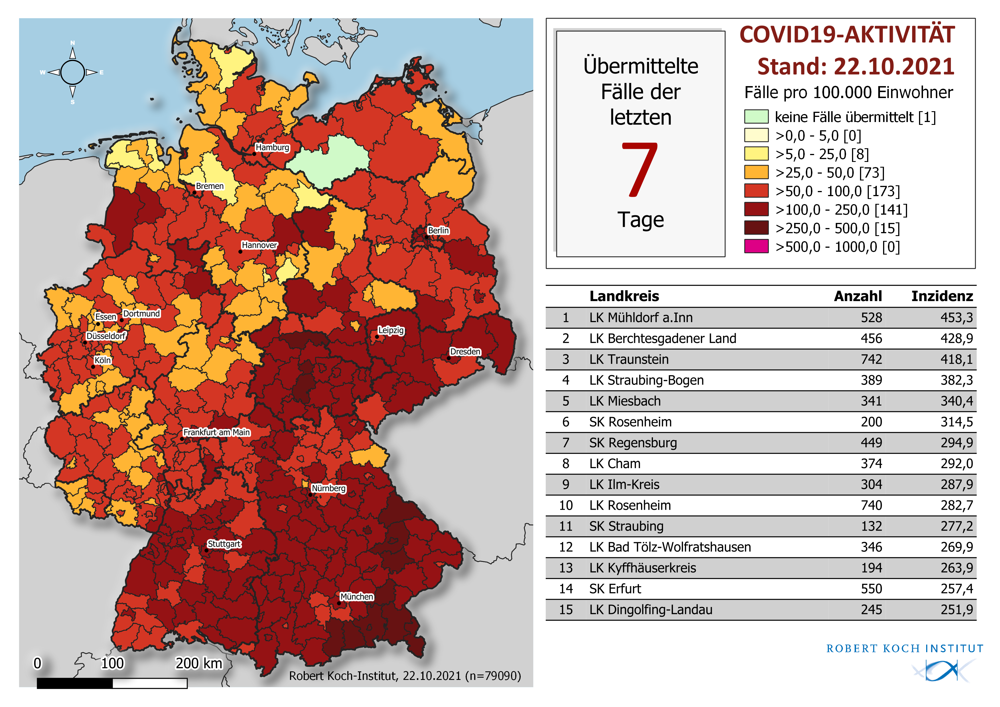 N
W
E
S
Hamburg
Bremen
Berlin
Hannover
Essen
Dortmund
Düsseldorf
Leipzig
Köln
Dresden
Frankfurt am Main
Nürnberg
Stuttgart
München
0 100 200 km
Robert Koch-Institut, 22.10.2021 (n=79090)
Übermittelte
Fälle der
letzten
7
Tage
COVID19-AKTIVITÄT
Stand: 22.10.2021
Fälle pro 100.000 Einwohner
keine Fälle übermittelt [1]
>0,0 - 5,0 [0]
>5,0 - 25,0 [8]
>25,0 - 50,0 [73]
>50,0 - 100,0 [173]
>100,0 - 250,0 [141]
>250,0 - 500,0 [15]
>500,0 - 1000,0 [0]
Landkreis Anzahl Inzidenz
1 LK Mühldorf a.Inn 528 453,3
2 LK Berchtesgadener Land 456 428,9
3 LK Traunstein 742 418,1
4 LK Straubing-Bogen 389 382,3
5 LK Miesbach 341 340,4
6 SK Rosenheim 200 314,5
7 SK Regensburg 449 294,9
8 LK Cham 374 292,0
9 LK Ilm-Kreis 304 287,9
10 LK Rosenheim 740 282,7
11 SK Straubing 132 277,2
12 LK Bad Tölz-Wolfratshausen 346 269,9
13 LK Kyffhäuserkreis 194 263,9
14 SK Erfurt 550 257,4
15 LK Dingolfing-Landau 245 251,9
ROBERT KOCH INSTITUT